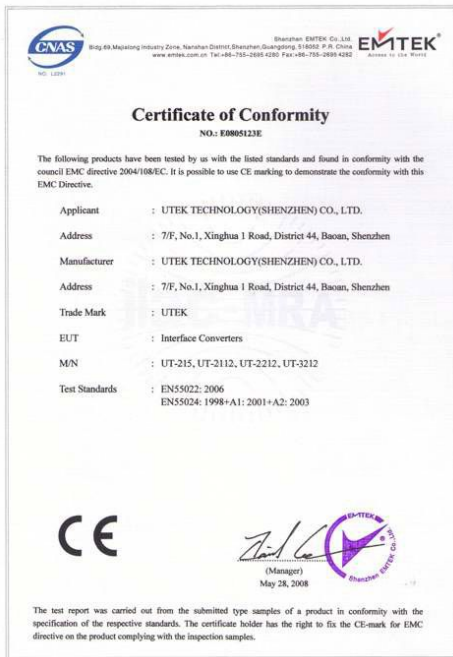 CNAS
NO. L2291
Shenzhen EMTEK Co.,Ltd.
Bldg.69,Majialong Industry Zone, Nanshan District,Shenzhen,Guangdong, 518052 P.R. China
www.emtek.com.cn Tel:+86-755-2695 4280 Fax:+86-755-2695 4282
EMTEK®
Access to the World
Certificate of Conformity
NO.: E0805123E
The following products have been tested by us with the listed standards and found in conformity with the
council EMC directive 2004/108/EC. It is possible to use CE marking to demonstrate the conformity with this
EMC Directive.
Applicant : UTEK TECHNOLOGY(SHENZHEN) CO., LTD.
Address : 7/F, No.1, Xinghua 1 Road, District 44, Baoan, Shenzhen
Manufacturer : UTEK TECHNOLOGY(SHENZHEN) CO., LTD.
Address : 7/F, No.1, Xinghua 1 Road, District 44, Baoan, Shenzhen
Trade Mark : UTEK
EUT : Interface Converters
M/N : UT-215, UT-2112, UT-2212, UT-3212
Test Standards : EN55022: 2006
EN55024: 1998+A1: 2001+A2: 2003
CE
EMTEK
Shenzhen EMTEK Co., Ltd.
(Manager)
May 28, 2008
The test report was carried out from the submitted type samples of a product in conformity with the
specification of the respective standards. The certificate holder has the right to fix the CE-mark for EMC
directive on the product complying with the inspection samples.